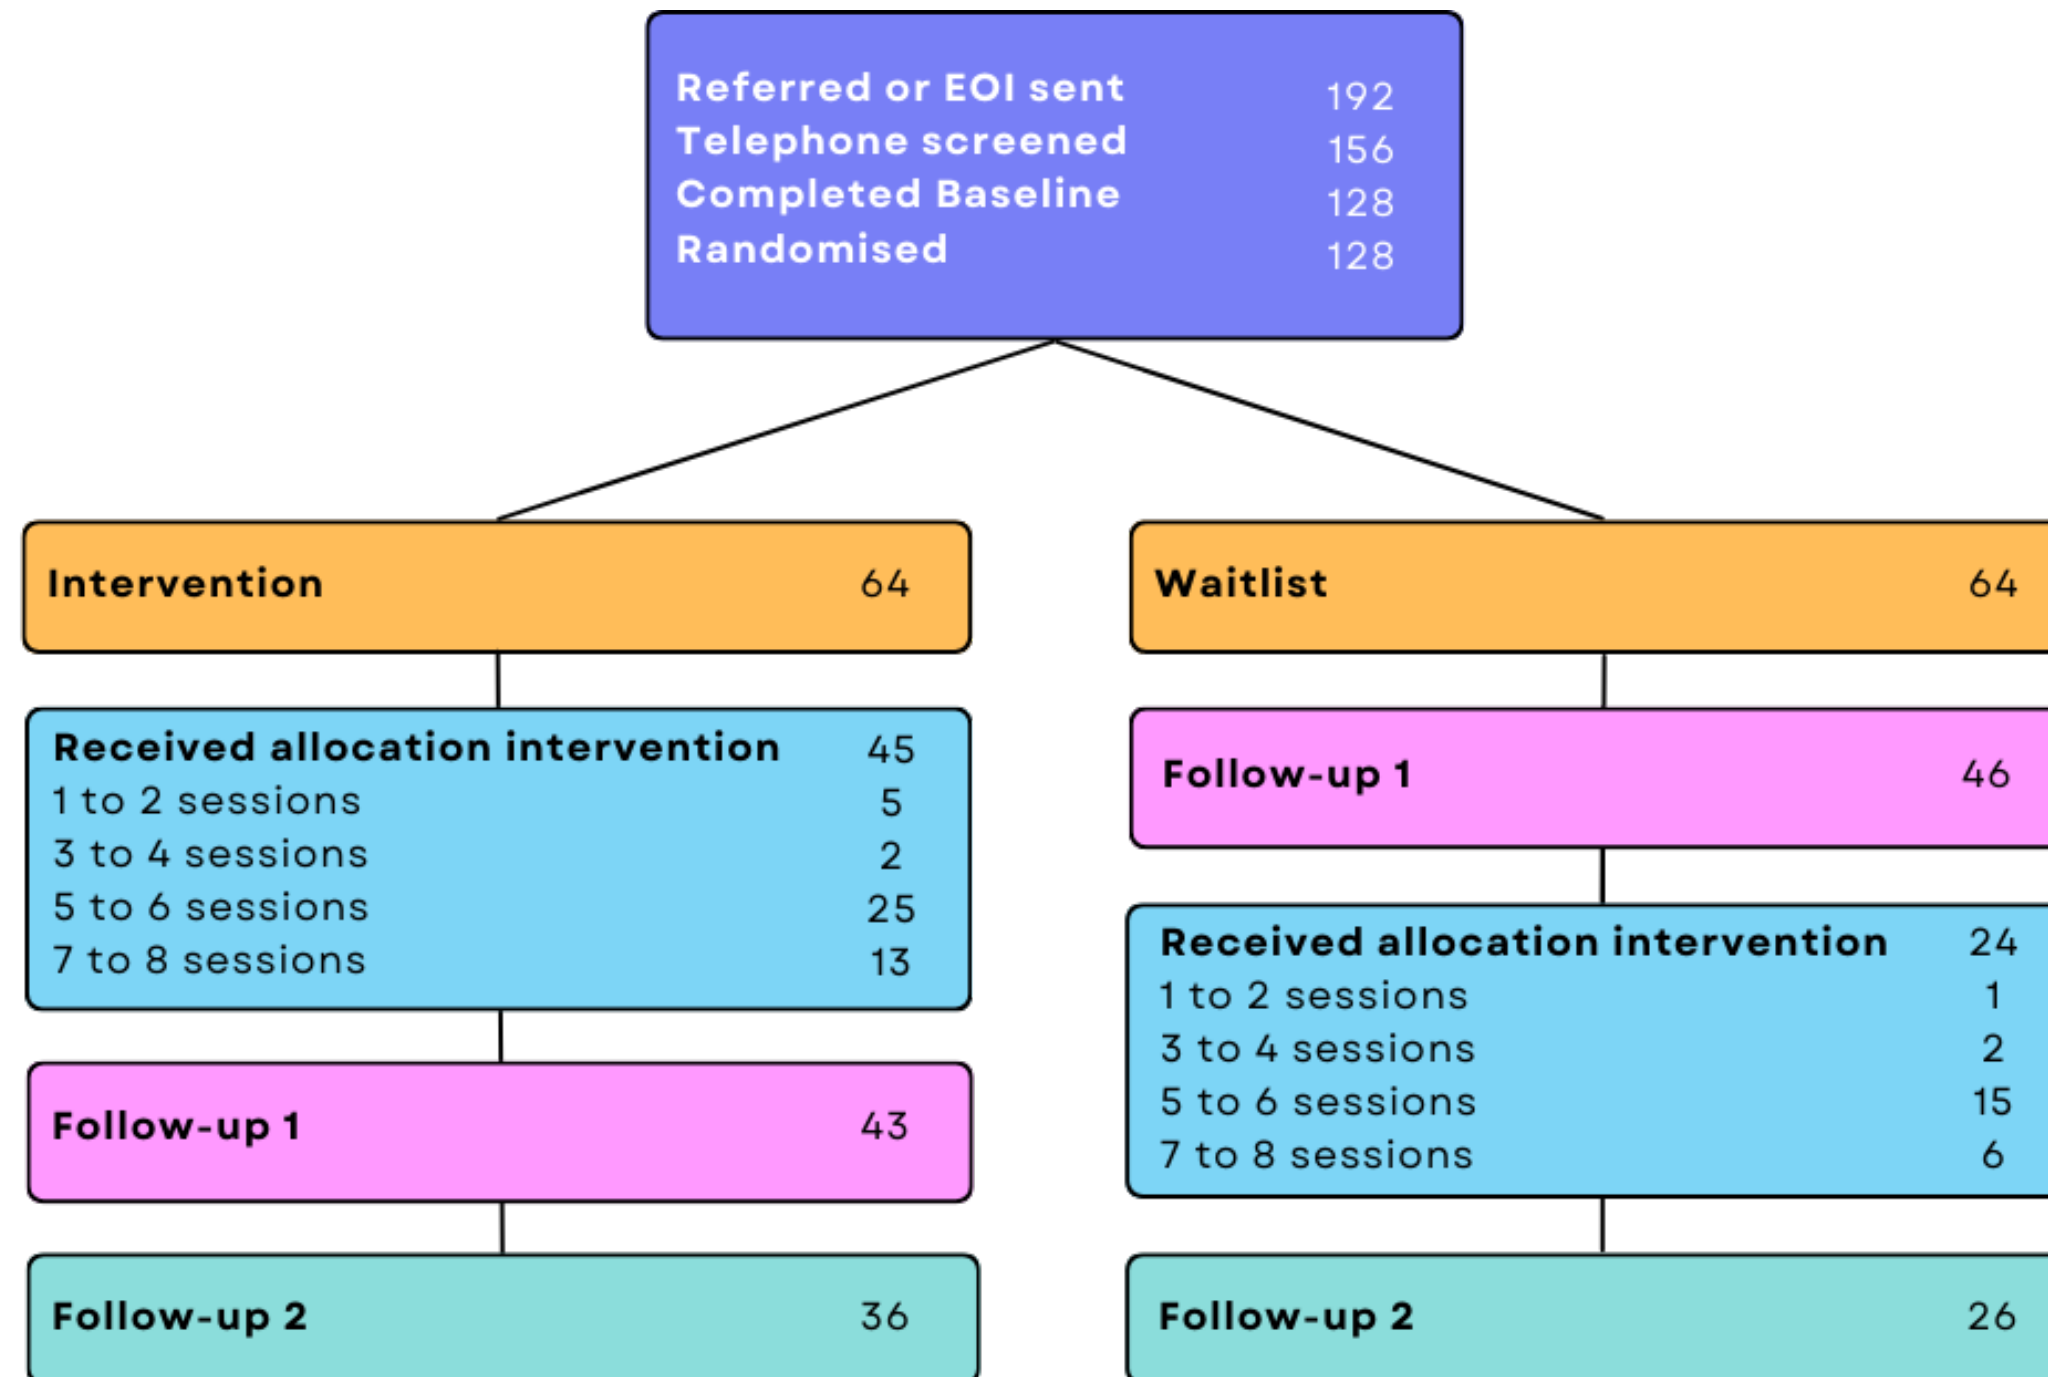 Referred or EOI sent 192
Telephone screened 156
Completed Baseline 128
Randomised 128
Intervention 64
Received allocation intervention 45
1 to 2 sessions 5
3 to 4 sessions 2
5 to 6 sessions 25
7 to 8 sessions 13
Follow-up 1 43
Follow-up 2 36
Waitlist 64
Follow-up 1 46
Received allocation intervention 24
1 to 2 sessions 1
3 to 4 sessions 2
5 to 6 sessions 15
7 to 8 sessions 6
Follow-up 2 26